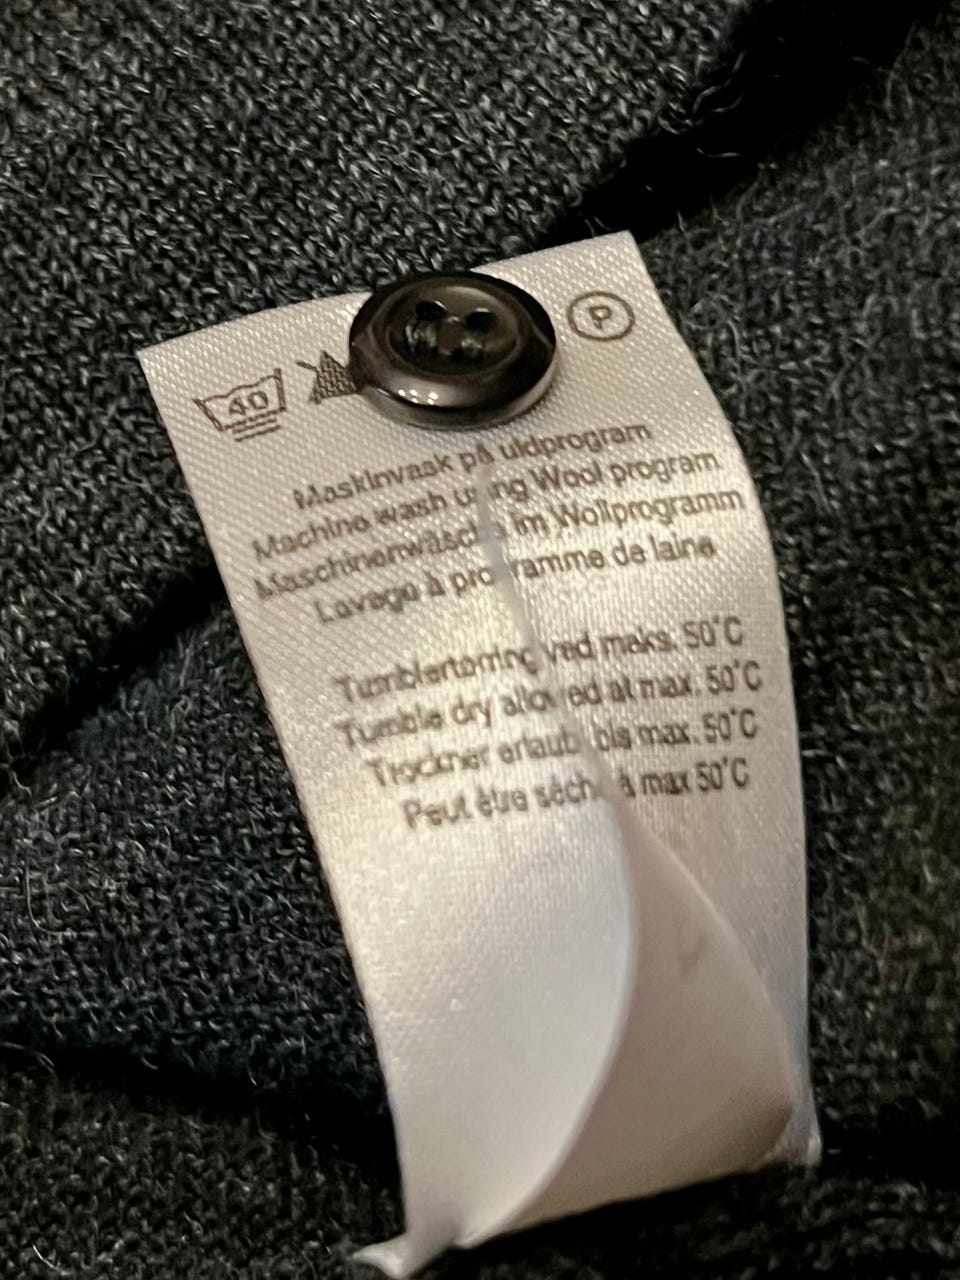 40 P
Maskinvask på uldprogram
Machine wash using Wool program
Maschinenwäsche im Wollprogramm
Lavage à programme de laine
Tumblertørring ved maks. 50°C
Tumble dry allowed at max. 50°C
Trockner erlaubt bis max. 50°C
Peut être séché à max 50°C